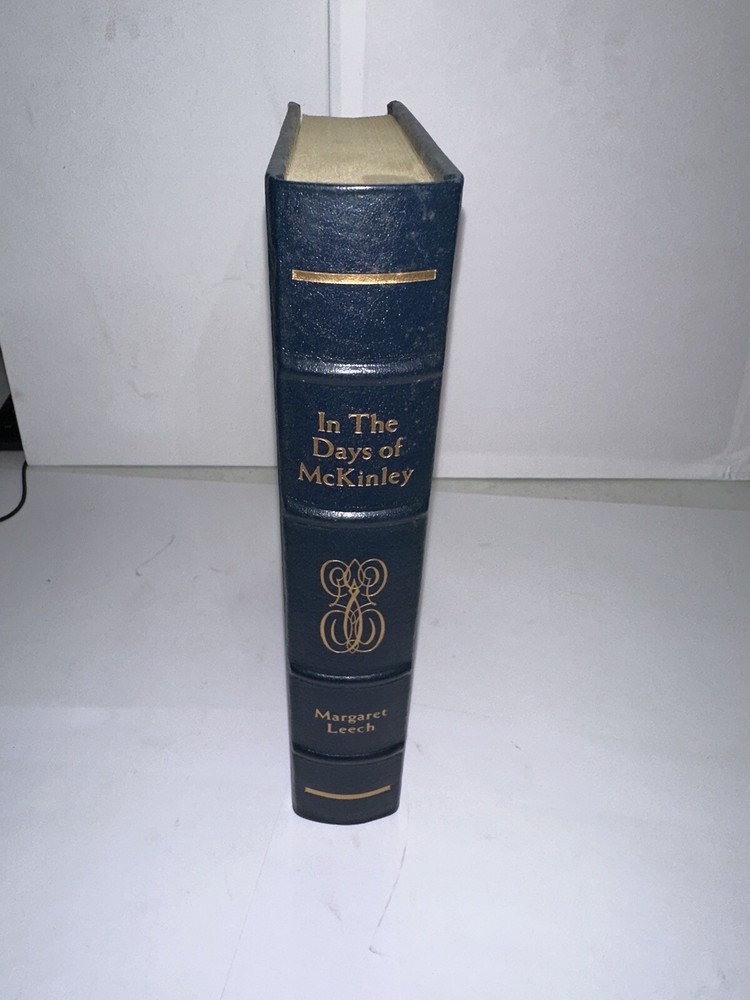 In The
Days of
McKinley
Margaret
Leech